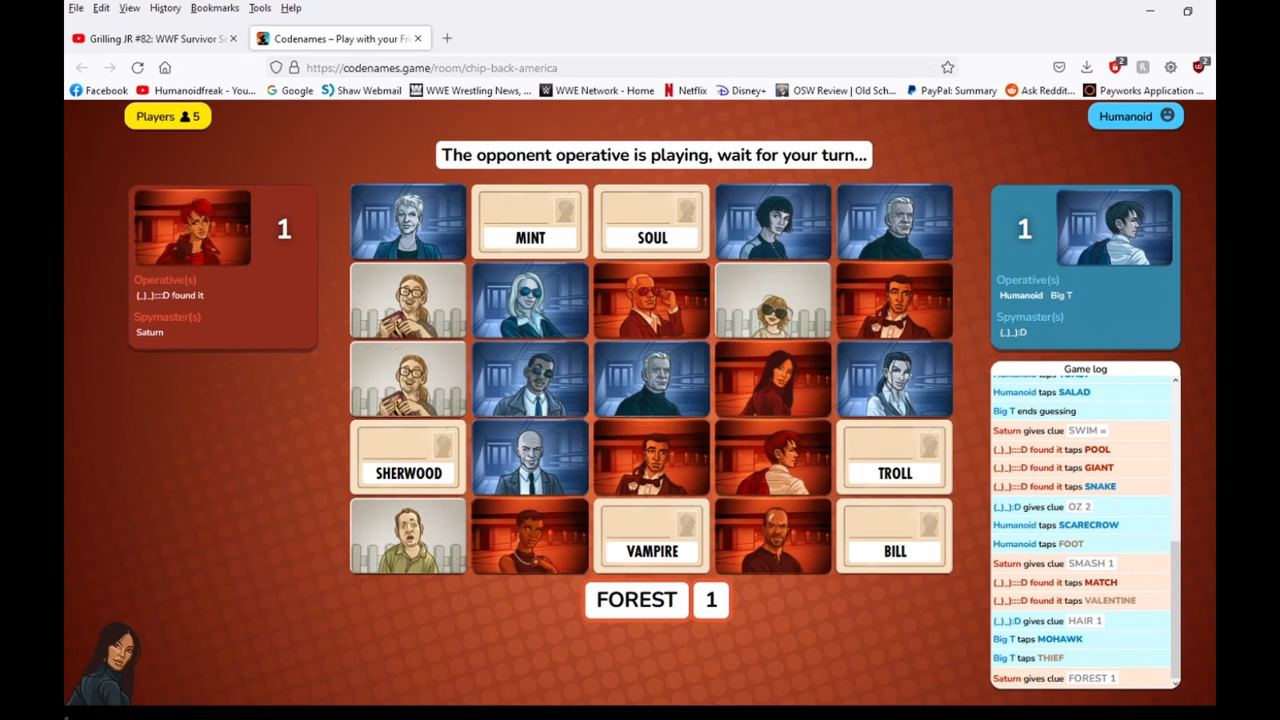 File Edit View History Bookmarks Tools Help
Grilling JR #82: WWF Survivor Se
Codenames – Play with your Fr
https://codenames.game/room/chip-back-america
2
2
Facebook Humanoidfreak - You... Google Shaw Webmail WWE Wrestling News, ... WWE Network - Home Netflix Disney+ OSW Review | Old Sch... PayPal: Summary Ask Reddit... Payworks Application ...
Players 5
Humanoid
The opponent operative is playing, wait for your turn...
1
Operative(s)
(_)_):::::D found it
Spymaster(s)
Saturn
MINT
SOUL
SHERWOOD
TROLL
VAMPIRE
BILL
FOREST 1
1
Operative(s)
Humanoid Big T
Spymaster(s)
(_)_):D
Game log
Humanoid taps SALAD
Big T ends guessing
Saturn gives clue SWIM ∞
(_)_)::::D found it taps POOL
(_)_)::::D found it taps GIANT
(_)_)::::D found it taps SNAKE
(_)_):D gives clue OZ 2
Humanoid taps SCARECROW
Humanoid taps FOOT
Saturn gives clue SMASH 1
(_)_)::::D found it taps MATCH
(_)_)::::D found it taps VALENTINE
(_)_):D gives clue HAIR 1
Big T taps MOHAWK
Big T taps THIEF
Saturn gives clue FOREST 1